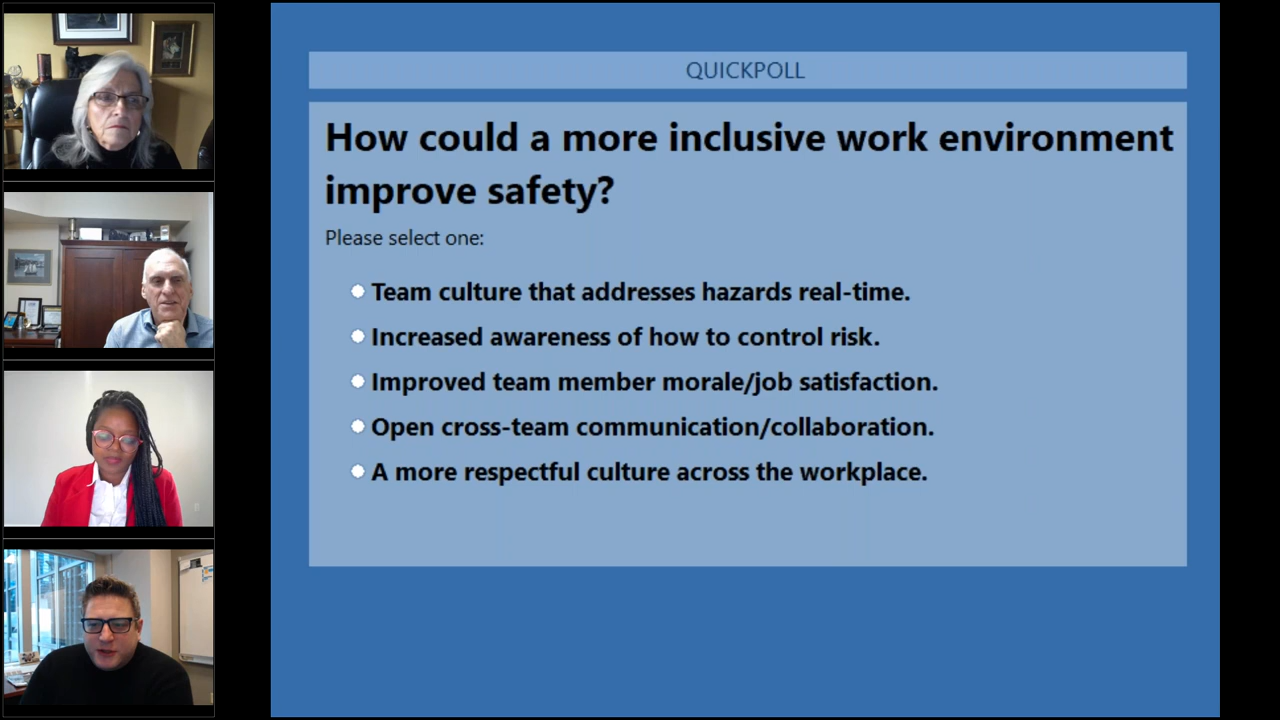 QUICKPOLL
How could a more inclusive work environment
improve safety?
Please select one:
Team culture that addresses hazards real-time.
Increased awareness of how to control risk.
Improved team member morale/job satisfaction.
Open cross-team communication/collaboration.
A more respectful culture across the workplace.